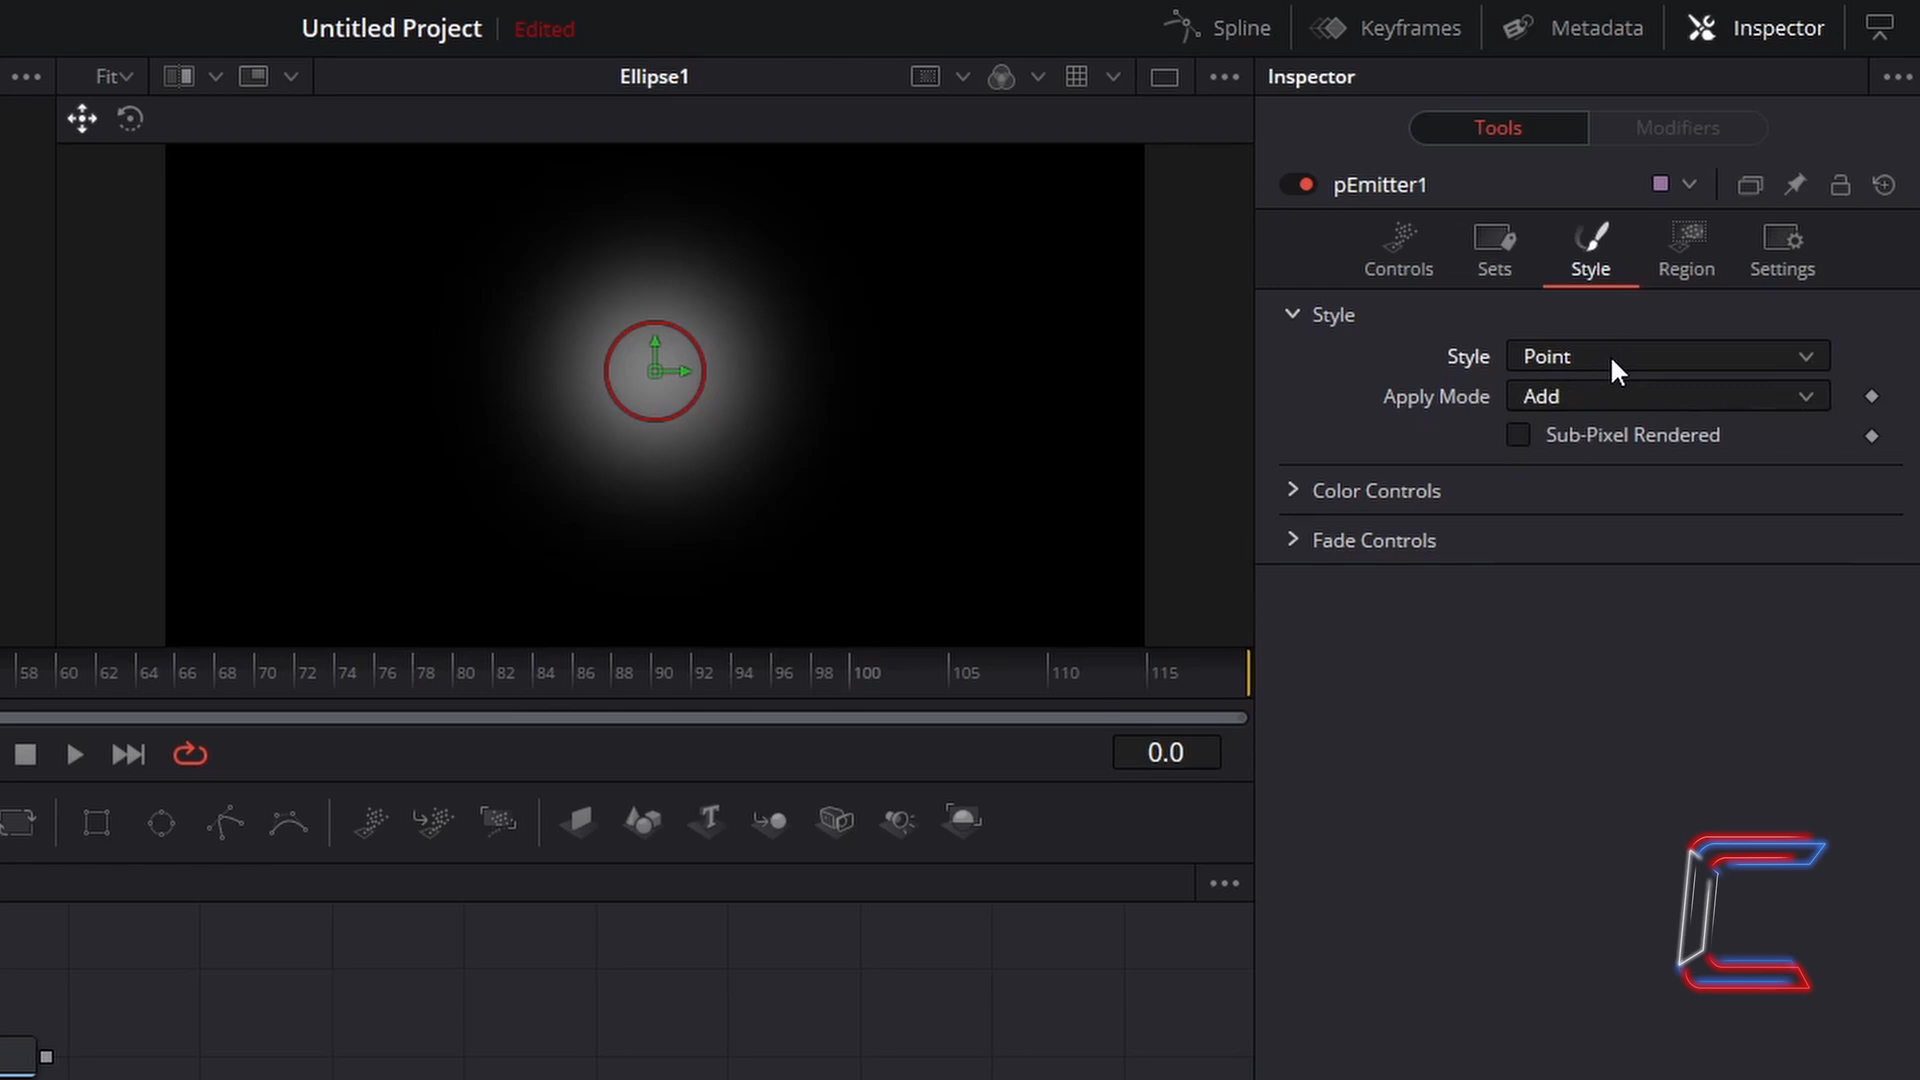 Untitled Project Edited Spline Keyframes Metadata Inspector
Fit Ellipse1 Inspector
Tools Modifiers
pEmitter1
Controls Sets Style Region Settings
Style
Style Point
Apply Mode Add
Sub-Pixel Rendered
Color Controls
Fade Controls
58 60 62 64 66 68 70 72 74 76 78 80 82 84 86 88 90 92 94 96 98 100 105 110 115
0.0